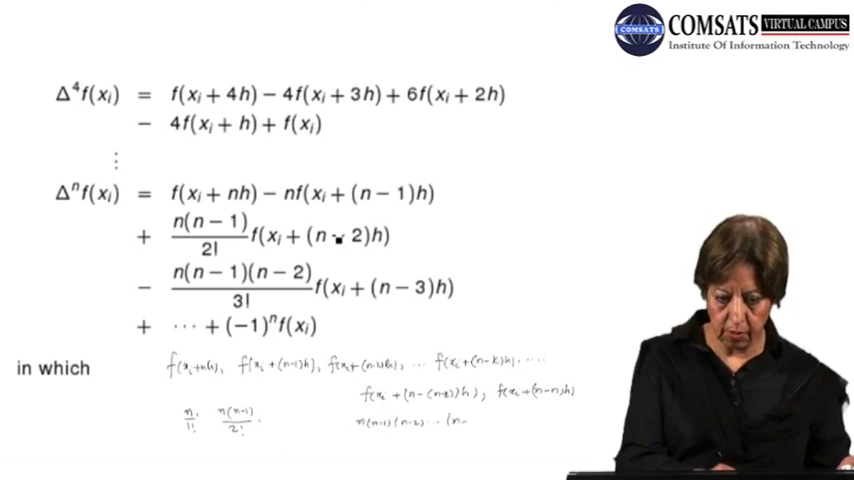 COMSATS
COMSATS VIRTUAL CAMPUS
Institute Of Information Technology
Δ⁴f(xᵢ) = f(xᵢ + 4h) − 4f(xᵢ + 3h) + 6f(xᵢ + 2h)
− 4f(xᵢ + h) + f(xᵢ)
⋮
Δⁿf(xᵢ) = f(xᵢ + nh) − nf(xᵢ + (n − 1)h)
+ n(n − 1)/2! f(xᵢ + (n − 2)h)
− n(n − 1)(n − 2)/3! f(xᵢ + (n − 3)h)
+ ⋯ + (−1)ⁿf(xᵢ)
in which f(xᵢ+nh), f(xᵢ+(n-1)h), f(xᵢ+(n-2)h), ... f(xᵢ+(n-k)h), ....
f(xᵢ + (n-(n-2))h), f(xᵢ+(n-n)h)
n/1! n(n-1)/2! . n(n-1)(n-2) ... (n-